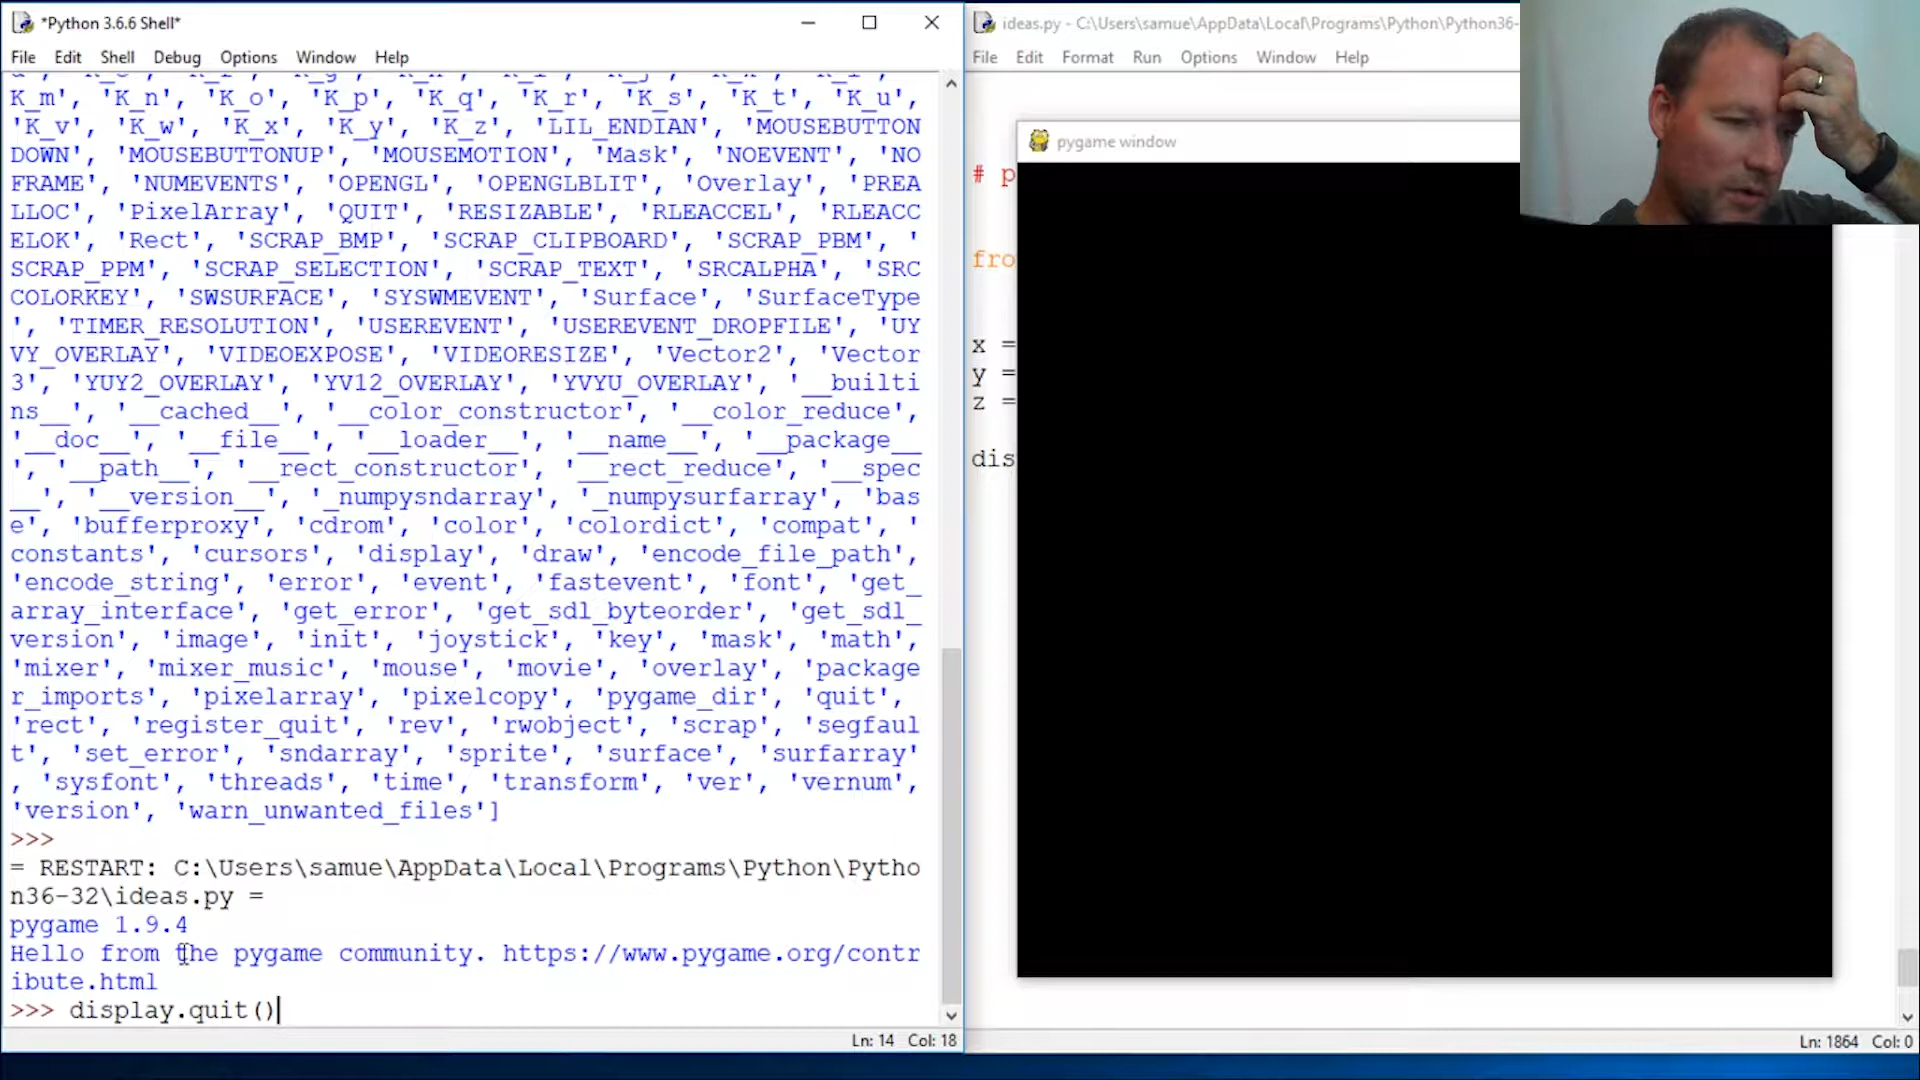 *Python 3.6.6 Shell*
File Edit Shell Debug Options Window Help
K_m', 'K_n', 'K_o', 'K_p', 'K_q', 'K_r', 'K_s', 'K_t', 'K_u',
'K_v', 'K_w', 'K_x', 'K_y', 'K_z', 'LIL_ENDIAN', 'MOUSEBUTTON
DOWN', 'MOUSEBUTTONUP', 'MOUSEMOTION', 'Mask', 'NOEVENT', 'NO
FRAME', 'NUMEVENTS', 'OPENGL', 'OPENGLBLIT', 'Overlay', 'PREA
LLOC', 'PixelArray', 'QUIT', 'RESIZABLE', 'RLEACCEL', 'RLEACC
ELOK', 'Rect', 'SCRAP_BMP', 'SCRAP_CLIPBOARD', 'SCRAP_PBM', '
SCRAP_PPM', 'SCRAP_SELECTION', 'SCRAP_TEXT', 'SRCALPHA', 'SRC
COLORKEY', 'SWSURFACE', 'SYSWMEVENT', 'Surface', 'SurfaceType
', 'TIMER_RESOLUTION', 'USEREVENT', 'USEREVENT_DROPFILE', 'UY
VY_OVERLAY', 'VIDEOEXPOSE', 'VIDEORESIZE', 'Vector2', 'Vector
3', 'YUY2_OVERLAY', 'YV12_OVERLAY', 'YVYU_OVERLAY', '__builti
ns__', '__cached__', '__color_constructor', '__color_reduce',
'__doc__', '__file__', '__loader__', '__name__', '__package__
', '__path__', '__rect_constructor', '__rect_reduce', '__spec
__', '__version__', '_numpysndarray', '_numpysurfarray', 'bas
e', 'bufferproxy', 'cdrom', 'color', 'colordict', 'compat', '
constants', 'cursors', 'display', 'draw', 'encode_file_path',
'encode_string', 'error', 'event', 'fastevent', 'font', 'get_
array_interface', 'get_error', 'get_sdl_byteorder', 'get_sdl_
version', 'image', 'init', 'joystick', 'key', 'mask', 'math',
'mixer', 'mixer_music', 'mouse', 'movie', 'overlay', 'package
r_imports', 'pixelarray', 'pixelcopy', 'pygame_dir', 'quit',
'rect', 'register_quit', 'rev', 'rwobject', 'scrap', 'segfaul
t', 'set_error', 'sndarray', 'sprite', 'surface', 'surfarray'
, 'sysfont', 'threads', 'time', 'transform', 'ver', 'vernum',
'version', 'warn_unwanted_files']
>>>
= RESTART: C:\Users\samue\AppData\Local\Programs\Python\Pytho
n36-32\ideas.py =
pygame 1.9.4
Hello from the pygame community. https://www.pygame.org/contr
ibute.html
>>> display.quit()
Ln: 14 Col: 18
ideas.py - C:\Users\samue\AppData\Local\Programs\Python\Python36-
File Edit Format Run Options Window Help
pygame window
# p
fro
x =
y =
z =
dis
Ln: 1864 Col: 0